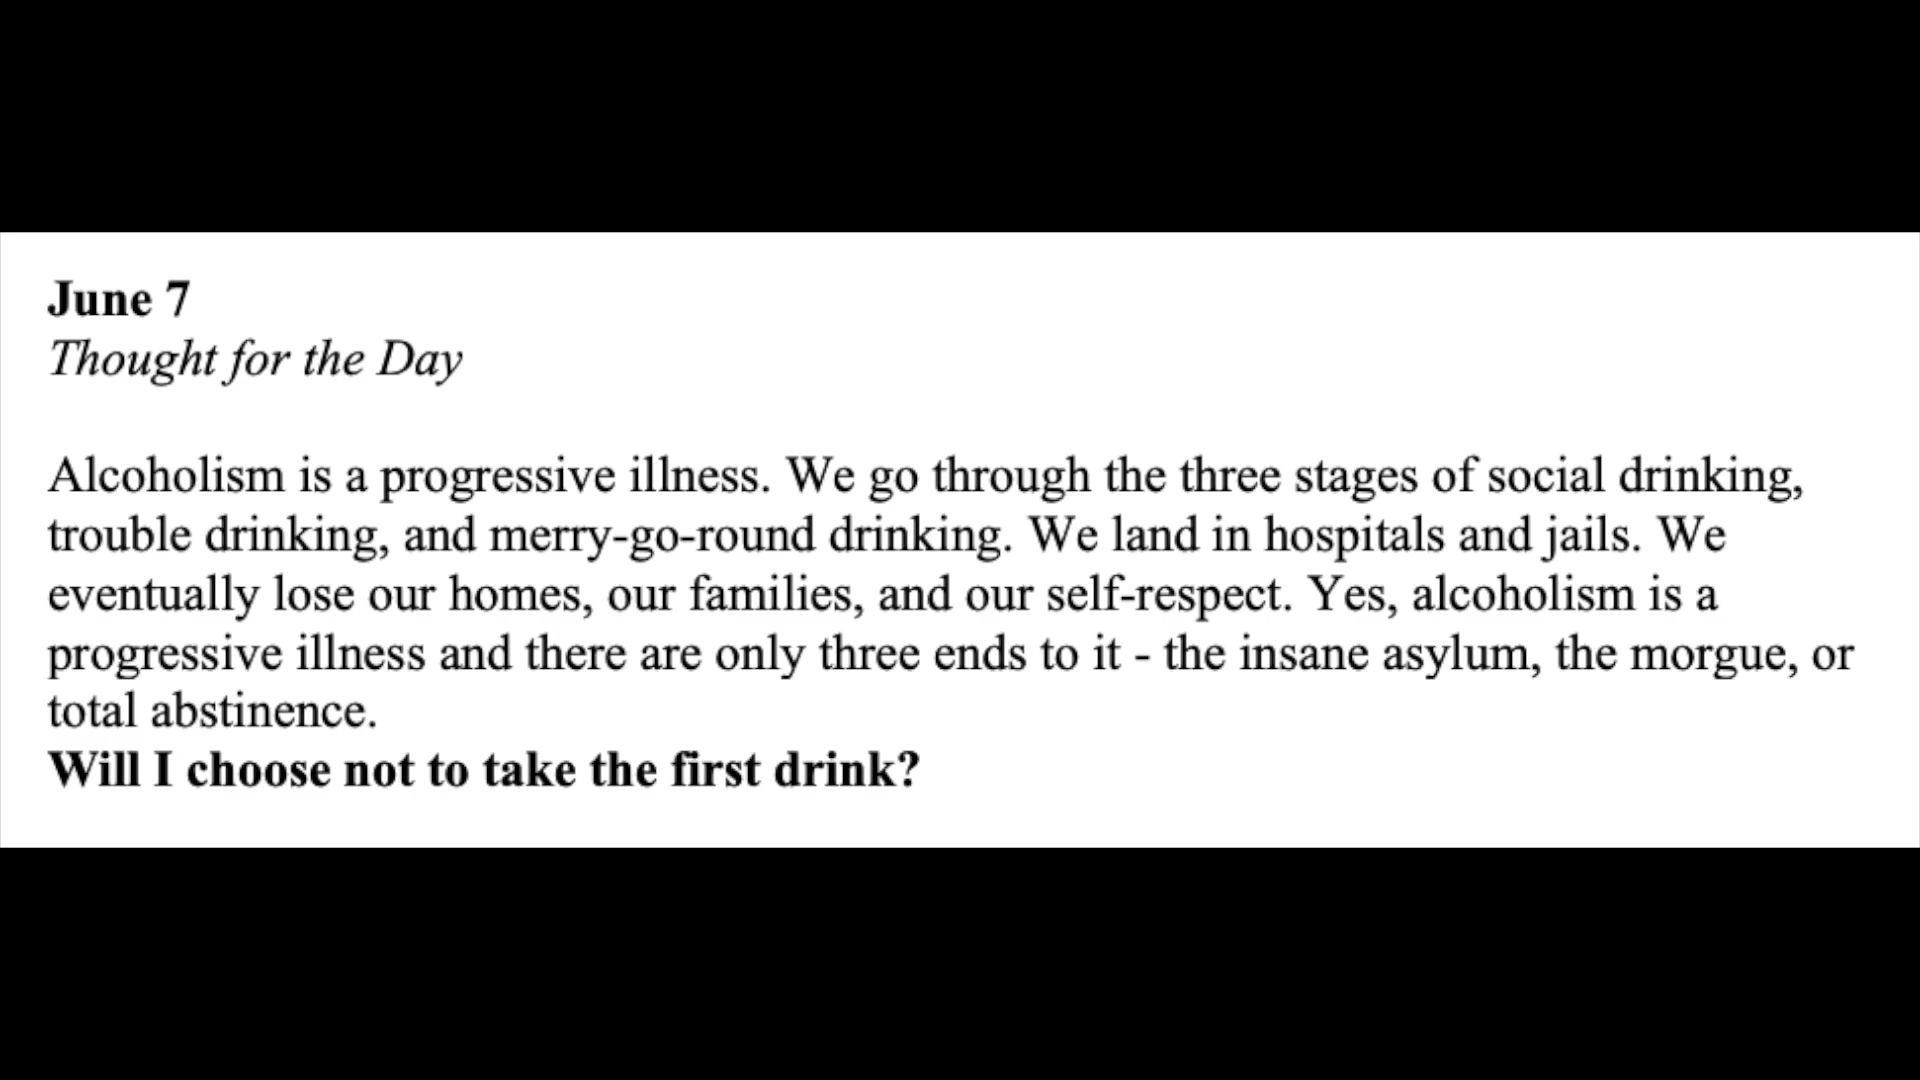 June 7
Thought for the Day
Alcoholism is a progressive illness. We go through the three stages of social drinking,
trouble drinking, and merry-go-round drinking. We land in hospitals and jails. We
eventually lose our homes, our families, and our self-respect. Yes, alcoholism is a
progressive illness and there are only three ends to it - the insane asylum, the morgue, or
total abstinence.
Will I choose not to take the first drink?